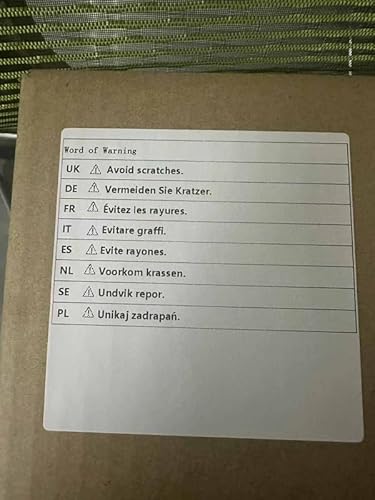 Word of Warning
UK ⚠ Avoid scratches.
DE ⚠ Vermeiden Sie Kratzer.
FR ⚠ Évitez les rayures.
IT ⚠ Evitare graffi.
ES ⚠ Evite rayones.
NL ⚠ Voorkom krassen.
SE ⚠ Undvik repor.
PL ⚠ Unikaj zadrapań.